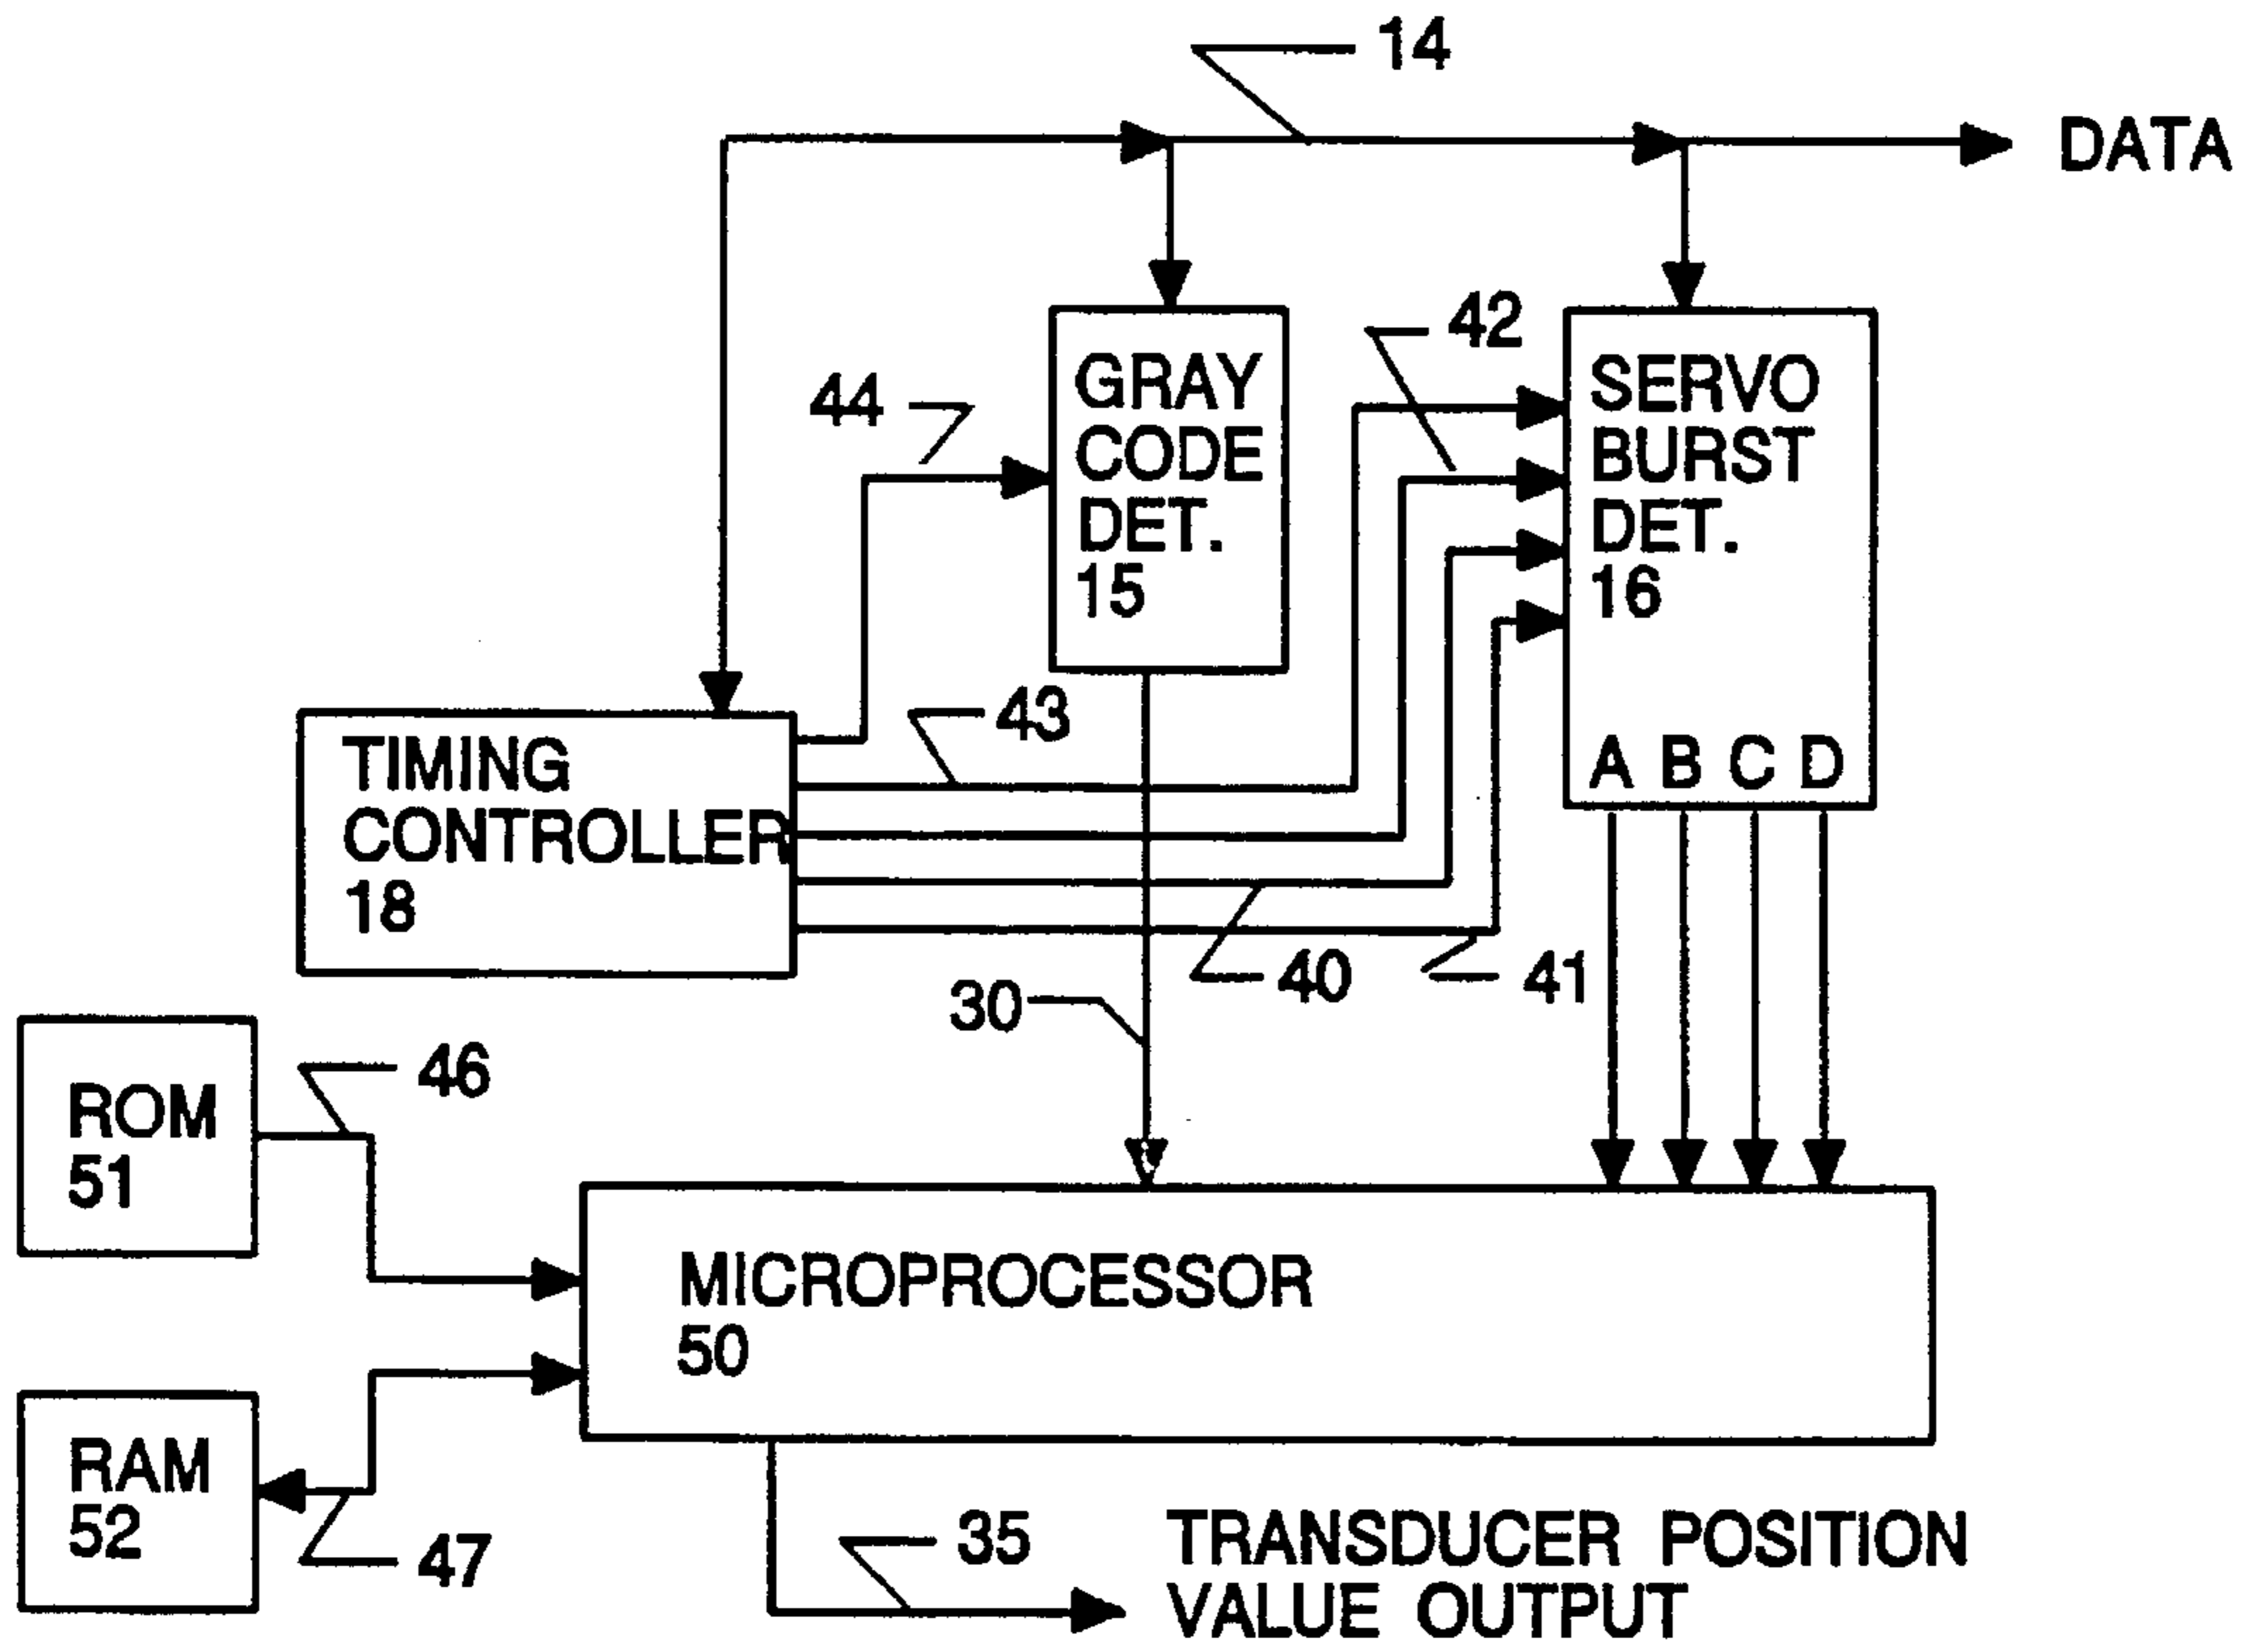 14
DATA
42
44
GRAY
CODE
DET.
15
SERVO
BURST
DET.
16
43
A B C D
TIMING
CONTROLLER
18
40
41
30
46
ROM
51
MICROPROCESSOR
50
RAM
52
47
35
TRANSDUCER POSITION
VALUE OUTPUT